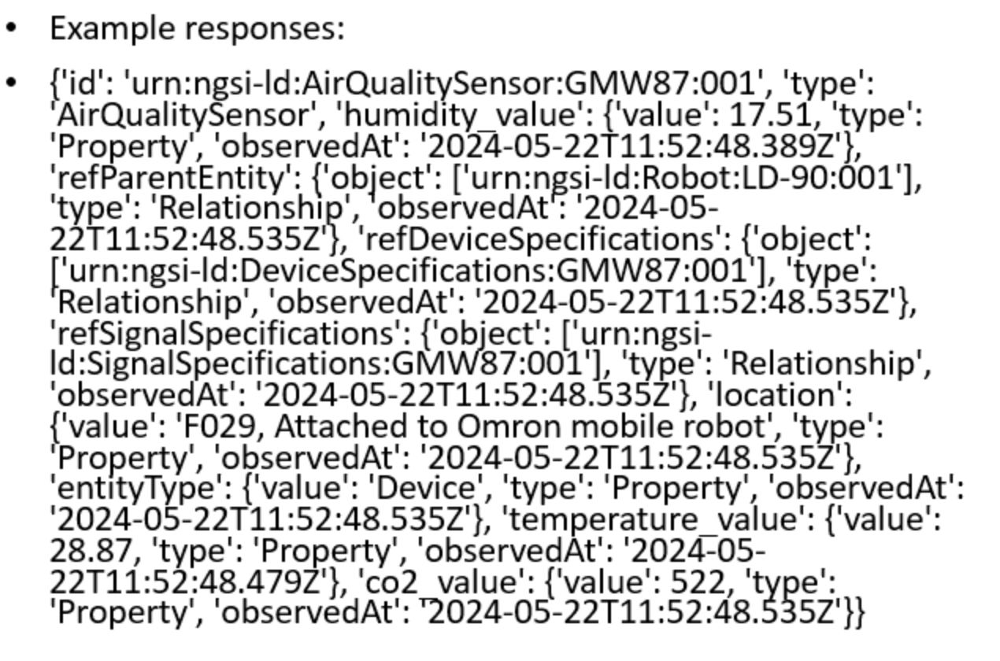 • Example responses:
• {'id': 'urn:ngsi-ld:AirQualitySensor:GMW87:001', 'type':
'AirQualitySensor', 'humidity_value': {'value': 17.51, 'type':
'Property', 'observedAt': '2024-05-22T11:52:48.389Z'},
'refParentEntity': {'object': ['urn:ngsi-ld:Robot:LD-90:001'],
'type': 'Relationship', 'observedAt': '2024-05-
22T11:52:48.535Z'}, 'refDeviceSpecifications': {'object':
['urn:ngsi-ld:DeviceSpecifications:GMW87:001'], 'type':
'Relationship', 'observedAt': '2024-05-22T11:52:48.535Z'},
'refSignalSpecifications': {'object': ['urn:ngsi-
ld:SignalSpecifications:GMW87:001'], 'type': 'Relationship',
'observedAt': '2024-05-22T11:52:48.535Z'}, 'location':
{'value': 'F029, Attached to Omron mobile robot', 'type':
'Property', 'observedAt': '2024-05-22T11:52:48.535Z'},
'entityType': {'value': 'Device', 'type': 'Property', 'observedAt':
'2024-05-22T11:52:48.535Z'}, 'temperature_value': {'value':
28.87, 'type': 'Property', 'observedAt': '2024-05-
22T11:52:48.479Z'}, 'co2_value': {'value': 522, 'type':
'Property', 'observedAt': '2024-05-22T11:52:48.535Z'}}